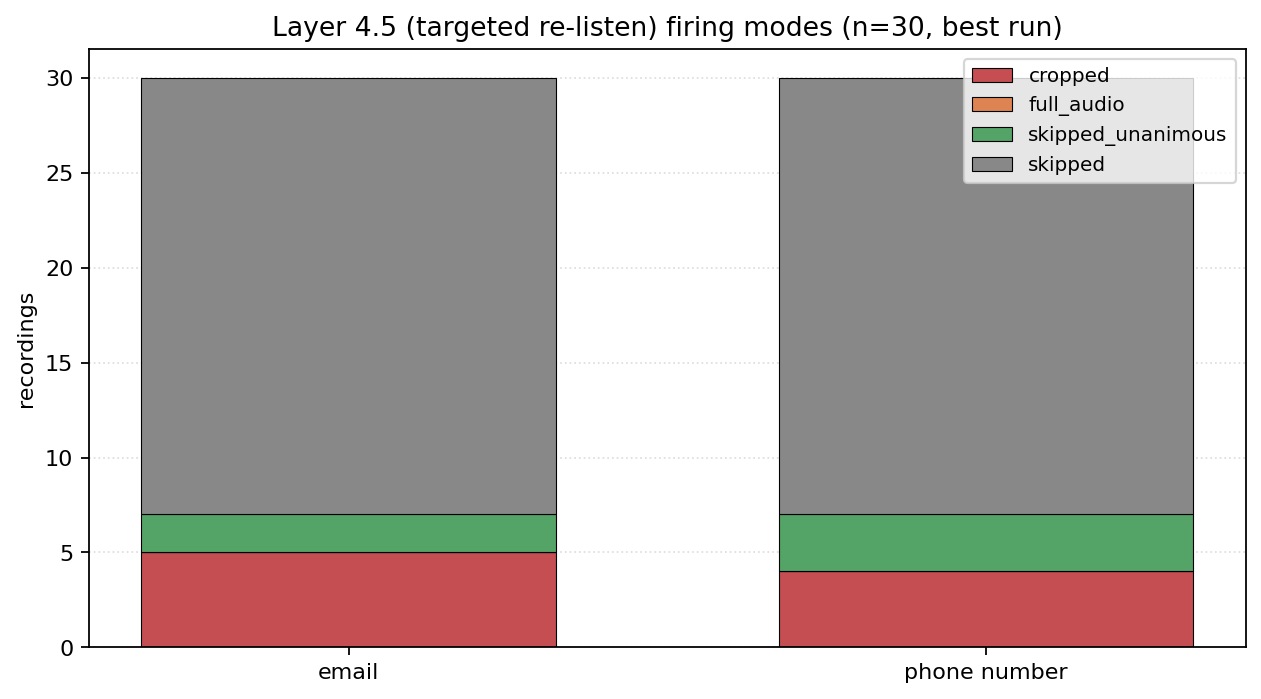 Layer 4.5 (targeted re-listen) firing modes (n=30, best run)
cropped
full_audio
skipped_unanimous
skipped
30
25
20
15
10
5
0
recordings
email
phone number